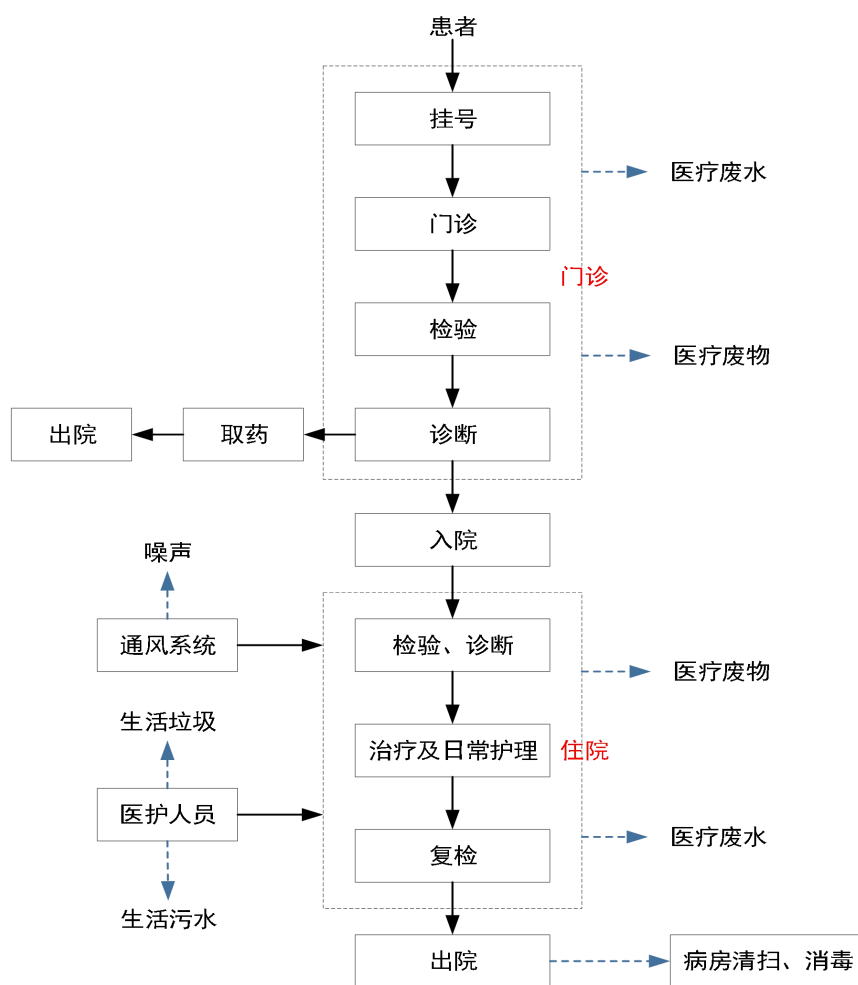 患者
挂号
医疗废水
门诊
门诊
检验
医疗废物
出院
取药
诊断
入院
噪声
通风系统
检验、诊断
医疗废物
生活垃圾
治疗及日常护理
住院
医护人员
复检
医疗废水
生活污水
出院
病房清扫、消毒